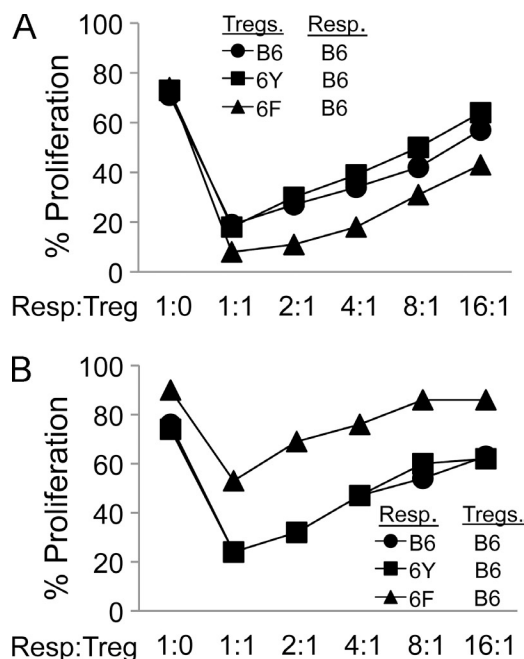 A
Tregs. Resp.
B6 B6
6Y B6
6F B6
% Proliferation
100
80
60
40
20
0
Resp:Treg 1:0 1:1 2:1 4:1 8:1 16:1
B
% Proliferation
100
80
60
40
20
0
Resp. Tregs.
B6 B6
6Y B6
6F B6
Resp:Treg 1:0 1:1 2:1 4:1 8:1 16:1